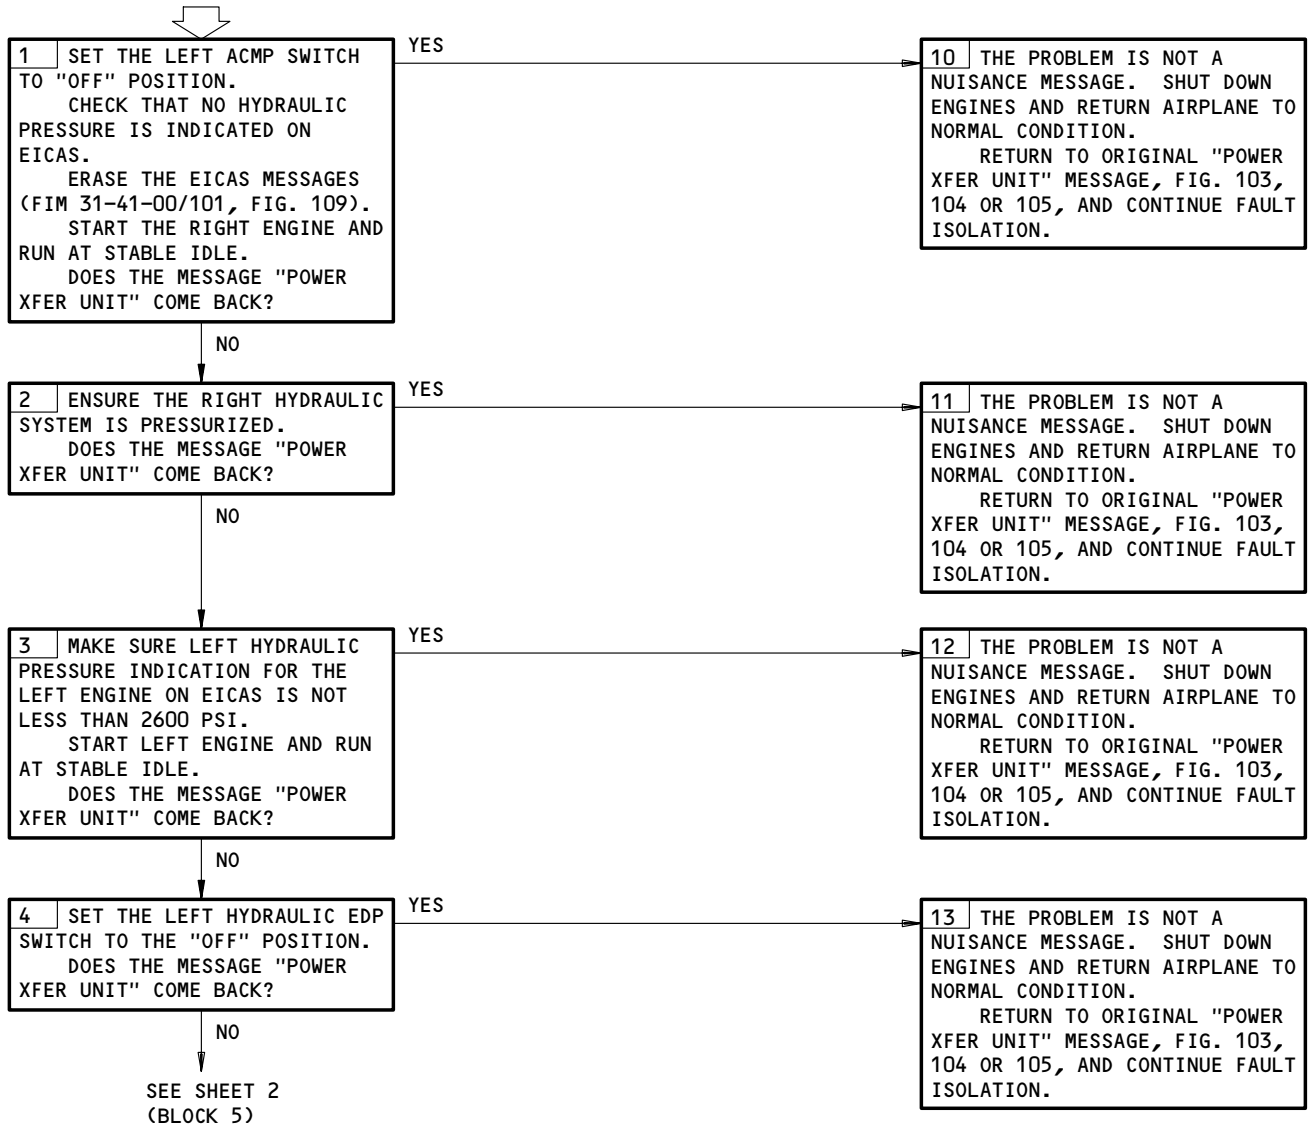 1 SET THE LEFT ACMP SWITCH
TO "OFF" POSITION.
CHECK THAT NO HYDRAULIC
PRESSURE IS INDICATED ON
EICAS.
ERASE THE EICAS MESSAGES
(FIM 31-41-00/101, FIG. 109).
START THE RIGHT ENGINE AND
RUN AT STABLE IDLE.
DOES THE MESSAGE "POWER
XFER UNIT" COME BACK?
YES
10 THE PROBLEM IS NOT A
NUISANCE MESSAGE. SHUT DOWN
ENGINES AND RETURN AIRPLANE TO
NORMAL CONDITION.
RETURN TO ORIGINAL "POWER
XFER UNIT" MESSAGE, FIG. 103,
104 OR 105, AND CONTINUE FAULT
ISOLATION.
NO
2 ENSURE THE RIGHT HYDRAULIC
SYSTEM IS PRESSURIZED.
DOES THE MESSAGE "POWER
XFER UNIT" COME BACK?
YES
11 THE PROBLEM IS NOT A
NUISANCE MESSAGE. SHUT DOWN
ENGINES AND RETURN AIRPLANE TO
NORMAL CONDITION.
RETURN TO ORIGINAL "POWER
XFER UNIT" MESSAGE, FIG. 103,
104 OR 105, AND CONTINUE FAULT
ISOLATION.
NO
3 MAKE SURE LEFT HYDRAULIC
PRESSURE INDICATION FOR THE
LEFT ENGINE ON EICAS IS NOT
LESS THAN 2600 PSI.
START LEFT ENGINE AND RUN
AT STABLE IDLE.
DOES THE MESSAGE "POWER
XFER UNIT" COME BACK?
YES
12 THE PROBLEM IS NOT A
NUISANCE MESSAGE. SHUT DOWN
ENGINES AND RETURN AIRPLANE TO
NORMAL CONDITION.
RETURN TO ORIGINAL "POWER
XFER UNIT" MESSAGE, FIG. 103,
104 OR 105, AND CONTINUE FAULT
ISOLATION.
NO
4 SET THE LEFT HYDRAULIC EDP
SWITCH TO THE "OFF" POSITION.
DOES THE MESSAGE "POWER
XFER UNIT" COME BACK?
YES
13 THE PROBLEM IS NOT A
NUISANCE MESSAGE. SHUT DOWN
ENGINES AND RETURN AIRPLANE TO
NORMAL CONDITION.
RETURN TO ORIGINAL "POWER
XFER UNIT" MESSAGE, FIG. 103,
104 OR 105, AND CONTINUE FAULT
ISOLATION.
NO
SEE SHEET 2
(BLOCK 5)